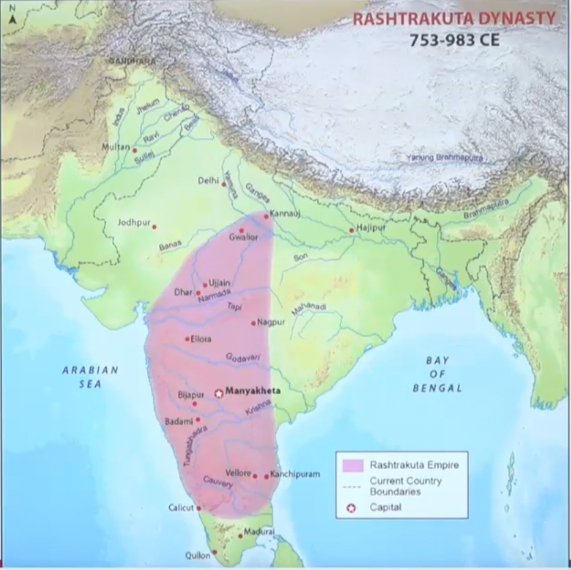 N
RASHTRAKUTA DYNASTY
753-983 CE
GANDHARA
Indus
Jhelum
Chenab
Ravi
Beas
Sutlej
Multan
Yarlung Brahmaputra
Delhi
Yamuna
Ganges
Kannauj
Brahmaputra
Jodhpur
Gwalior
Hajipur
Banas
Son
Ujjain
Dhar
Narmada
Tapi
Mahanadi
Nagpur
Ellora
Godavari
ARABIAN
SEA
BAY
OF
BENGAL
Manyakheta
Bijapur
Krishna
Badami
Tungabhadra
Vellore
Kanchipuram
Cauvery
Calicut
Madurai
Quilon
Rashtrakuta Empire
Current Country
Boundaries
Capital